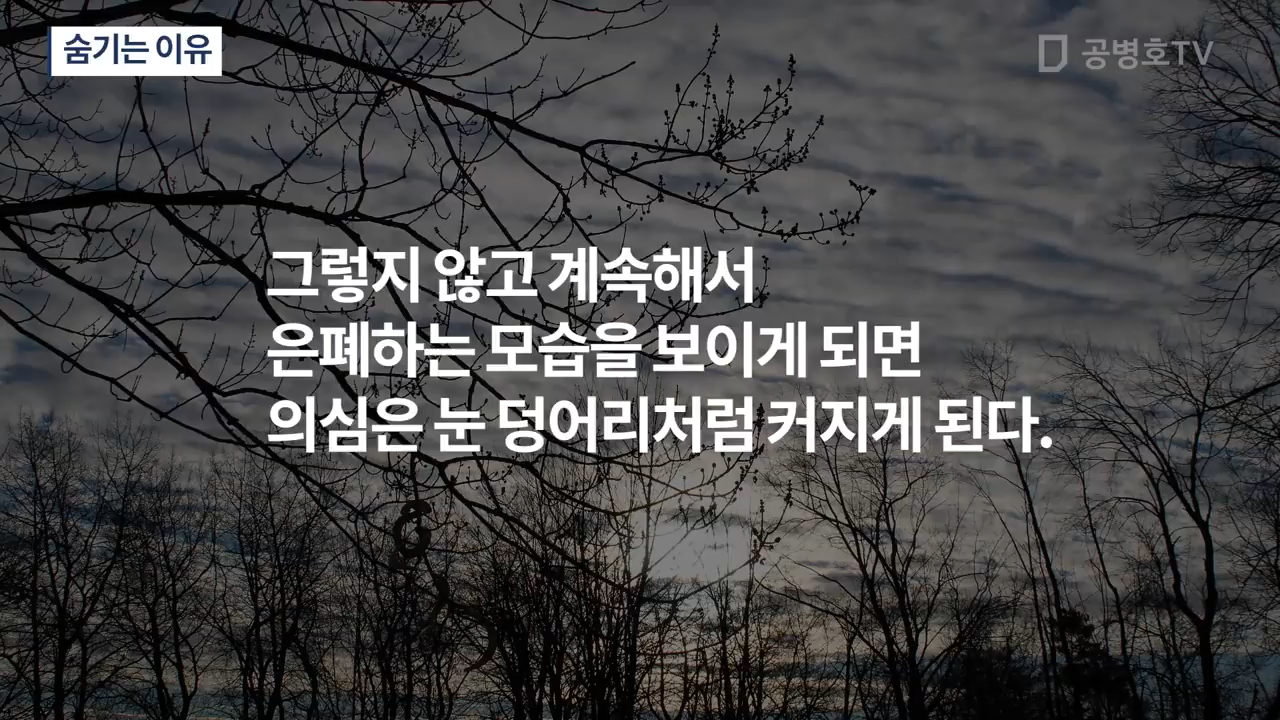 숨기는 이유
공병호TV
그렇지 않고 계속해서
은폐하는 모습을 보이게 되면
의심은 눈 덩어리처럼 커지게 된다.